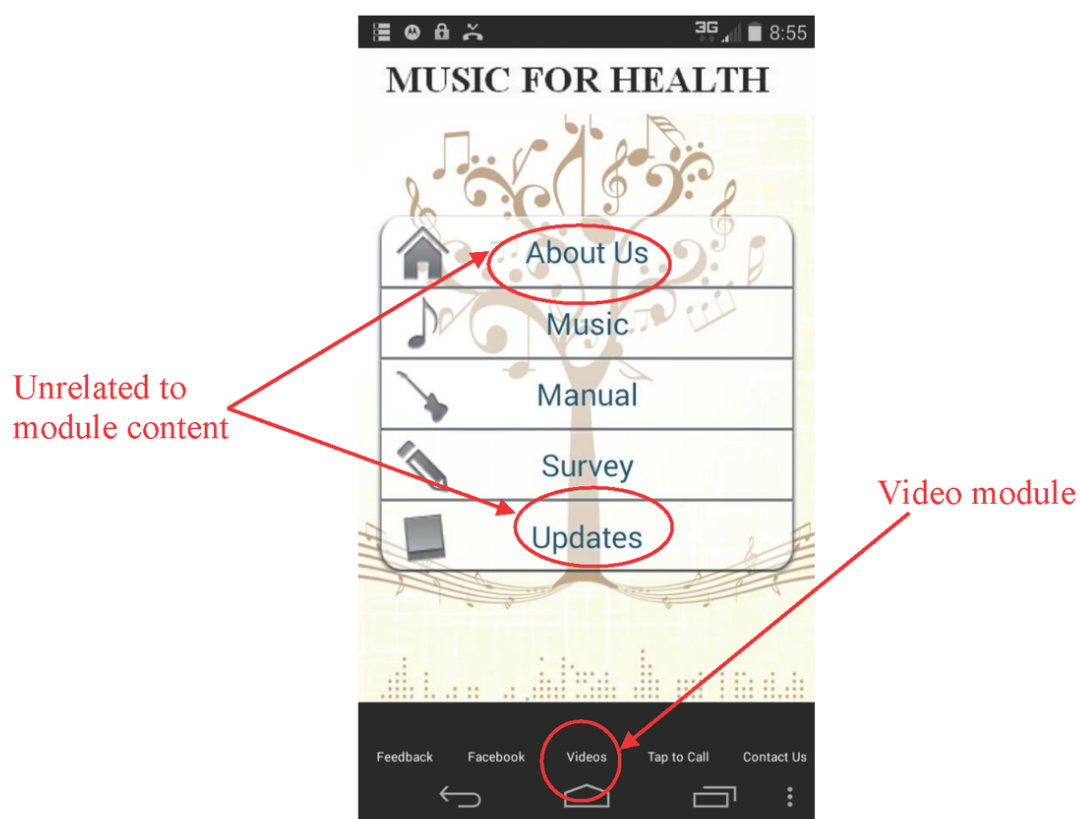 3G 8:55
MUSIC FOR HEALTH
About Us
Music
Manual
Survey
Updates
Unrelated to
module content
Video module
Feedback Facebook Videos Tap to Call Contact Us